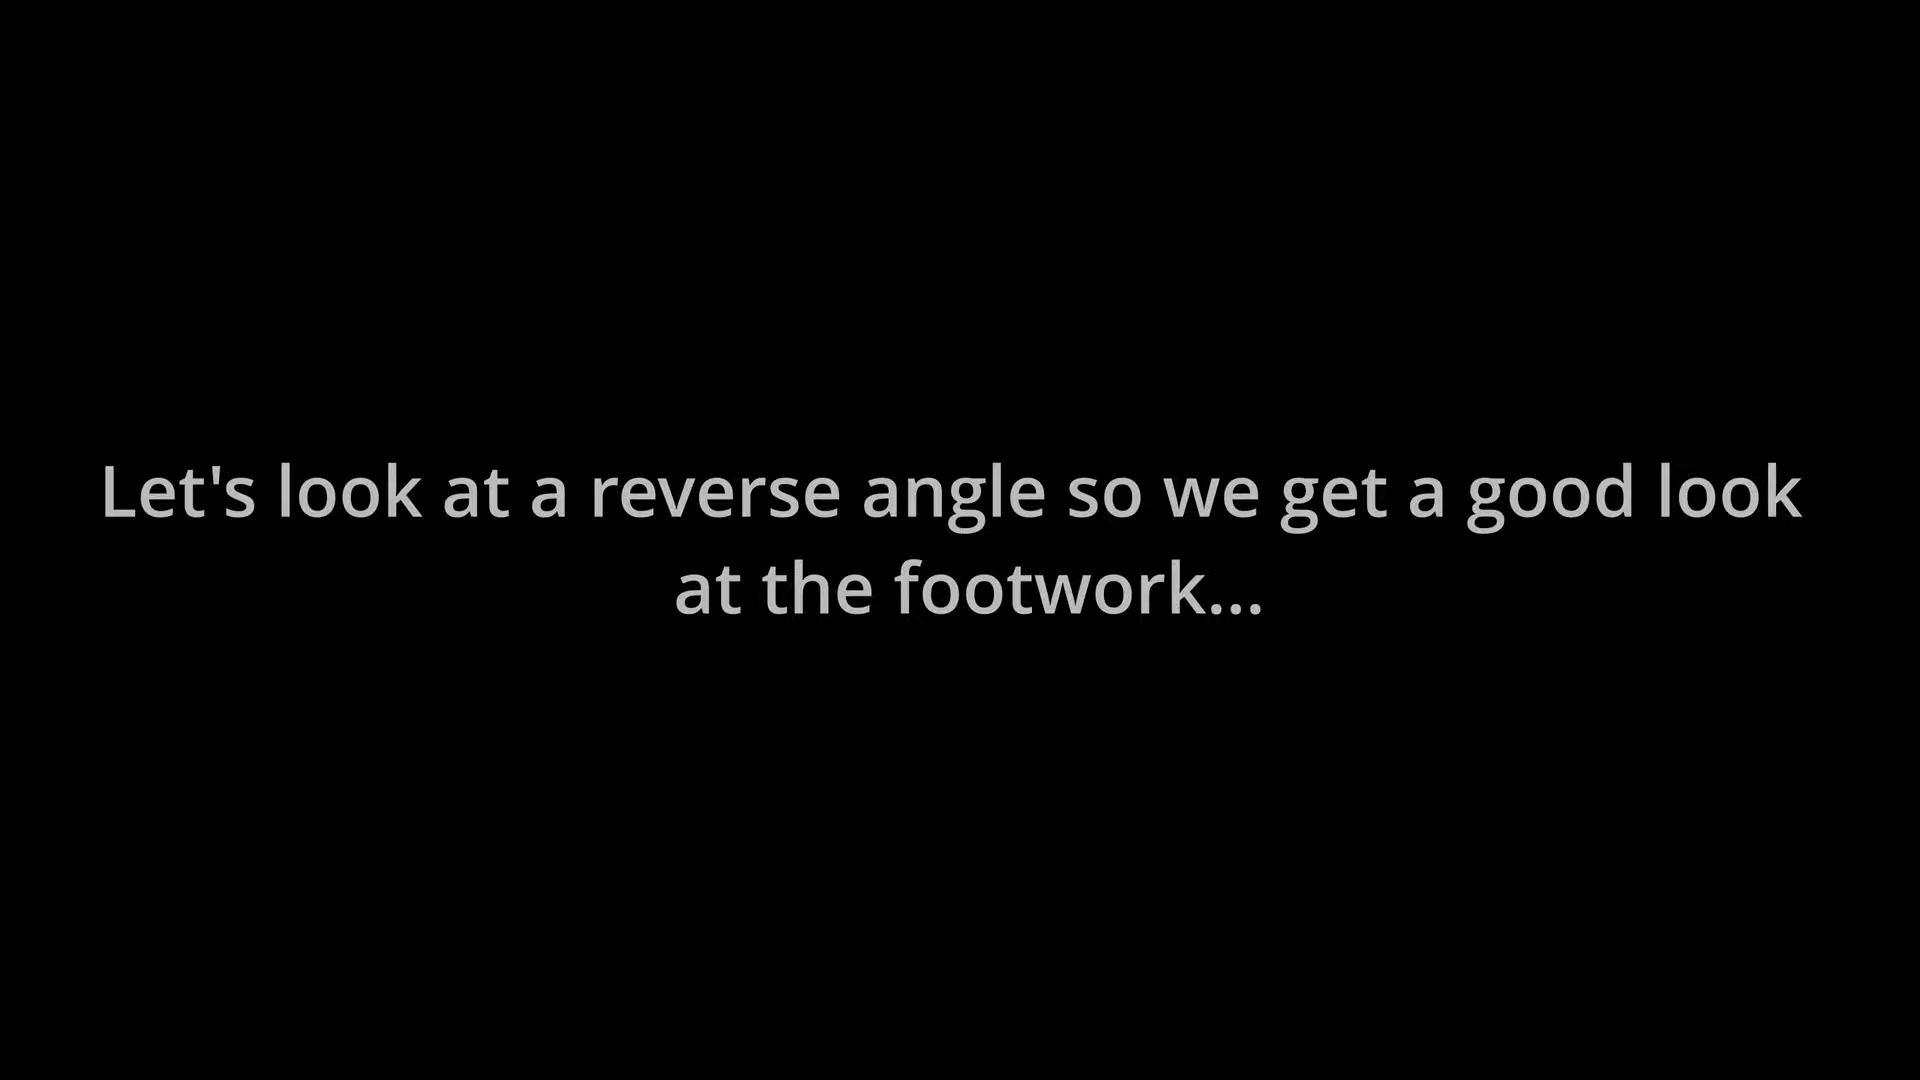 Let's look at a reverse angle so we get a good look
at the footwork...